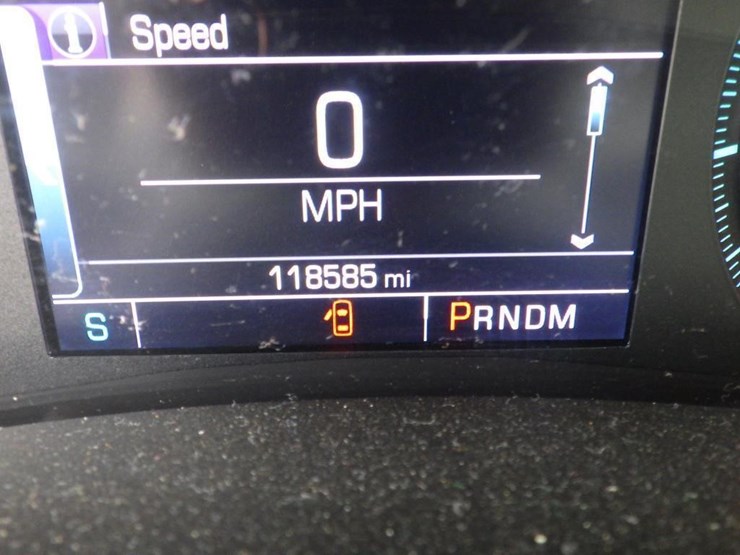 Speed
0
MPH
118585 mi
S PRNDM